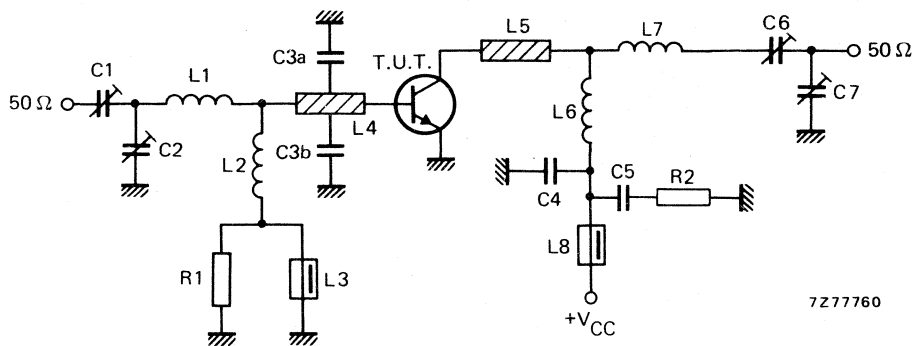 50 Ω
C1
L1
C2
L2
R1
L3
C3a
C3b
L4
T.U.T.
L5
L6
L7
C6
50 Ω
C7
C4
C5
R2
L8
+VCC
7Z77760